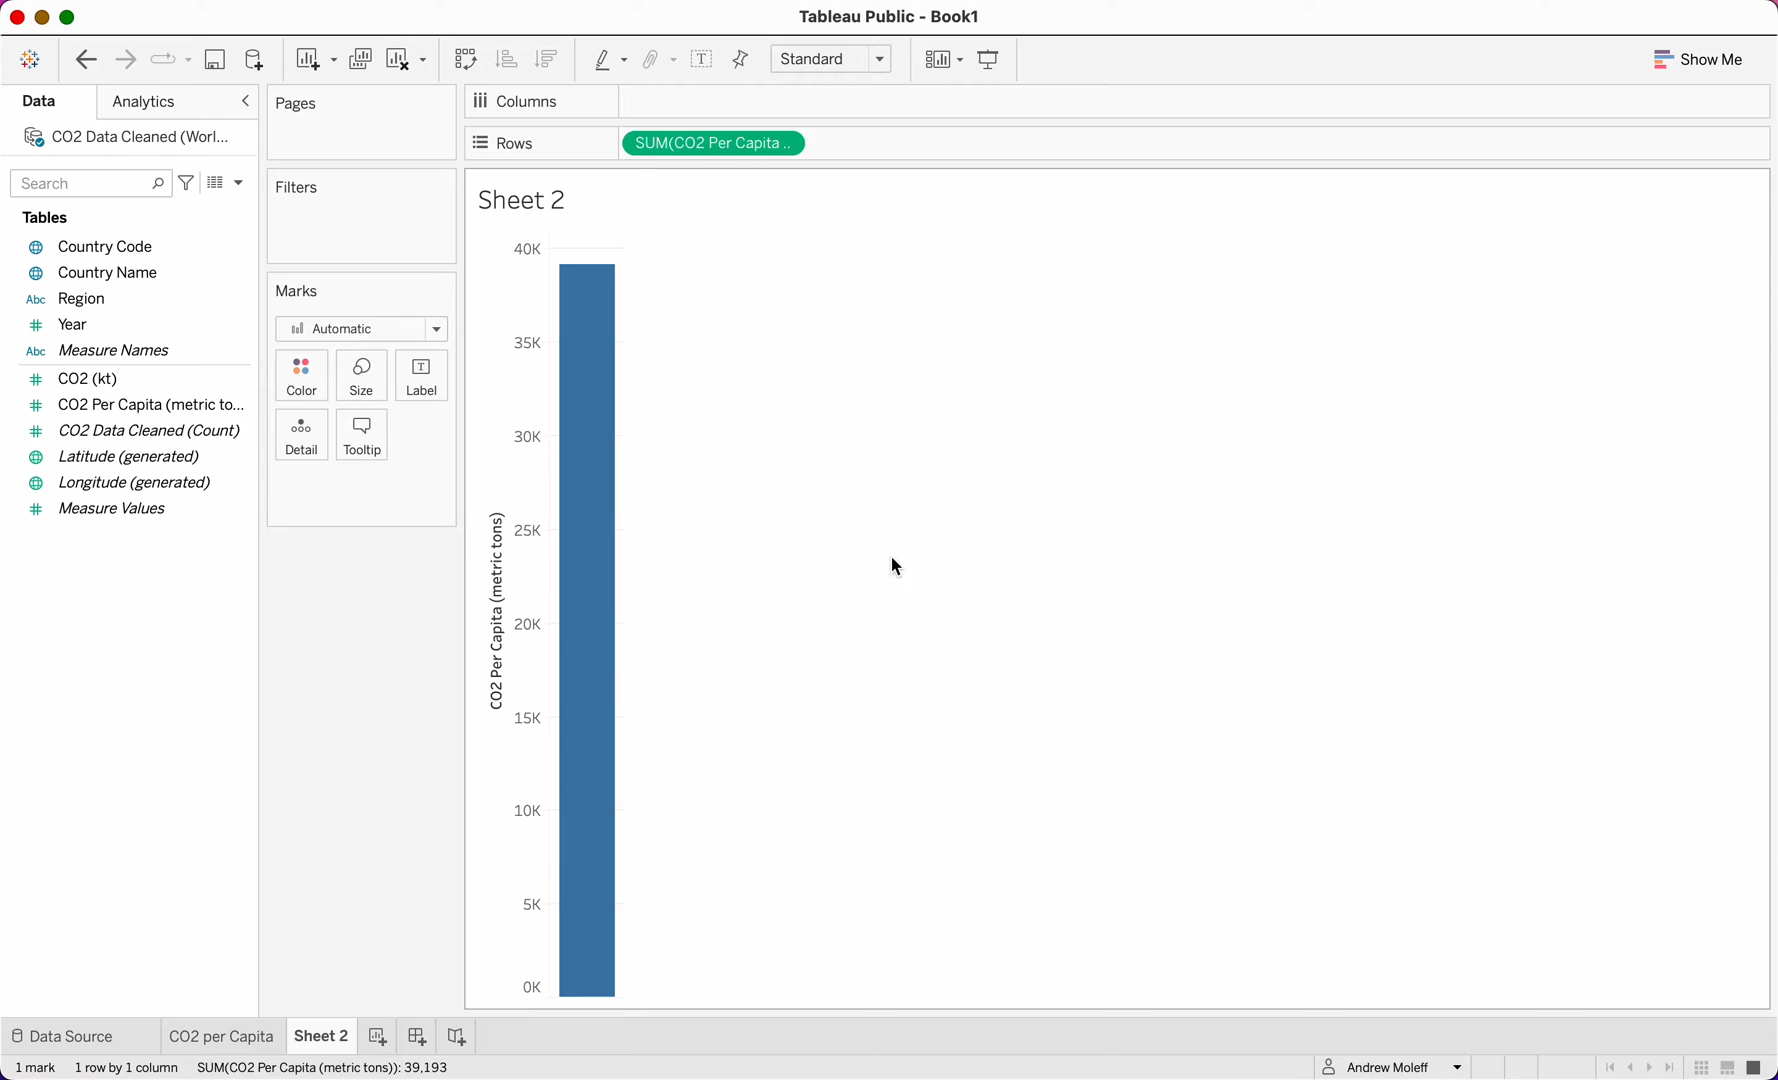 Tableau Public - Book1
Standard
Show Me
Data
Analytics
CO2 Data Cleaned (Worl...
Search
Tables
Country Code
Country Name
Abc Region
Year
Abc Measure Names
CO2 (kt)
CO2 Per Capita (metric to...
CO2 Data Cleaned (Count)
Latitude (generated)
Longitude (generated)
Measure Values
Pages
Filters
Marks
Automatic
Color
Size
T
Label
Detail
Tooltip
Columns
Rows
SUM(CO2 Per Capita ..
Sheet 2
40K
35K
30K
25K
20K
15K
10K
5K
0K
CO2 Per Capita (metric tons)
Data Source
CO2 per Capita
Sheet 2
1 mark
1 row by 1 column
SUM(CO2 Per Capita (metric tons)): 39,193
Andrew Moleff